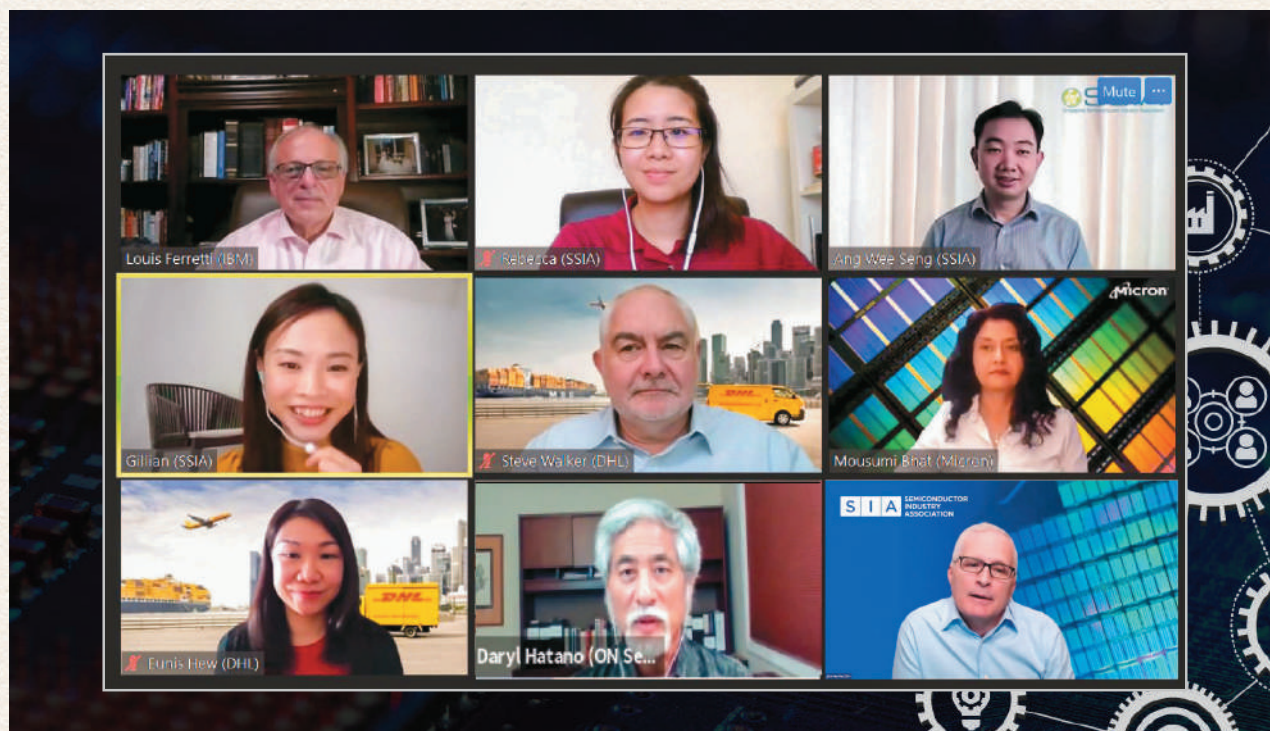 Mute ...
Louis Ferretti (IBM)
Rebecca (SSIA)
Ang Wee Seng (SSIA)
Micron
Gillian (SSIA)
Steve Walker (DHL)
Mousumi Bhat (Micron)
DHL
S I A SEMICONDUCTOR
INDUSTRY
ASSOCIATION
DHL
Eunis Hew (DHL)
Daryl Hatano (ON Se...